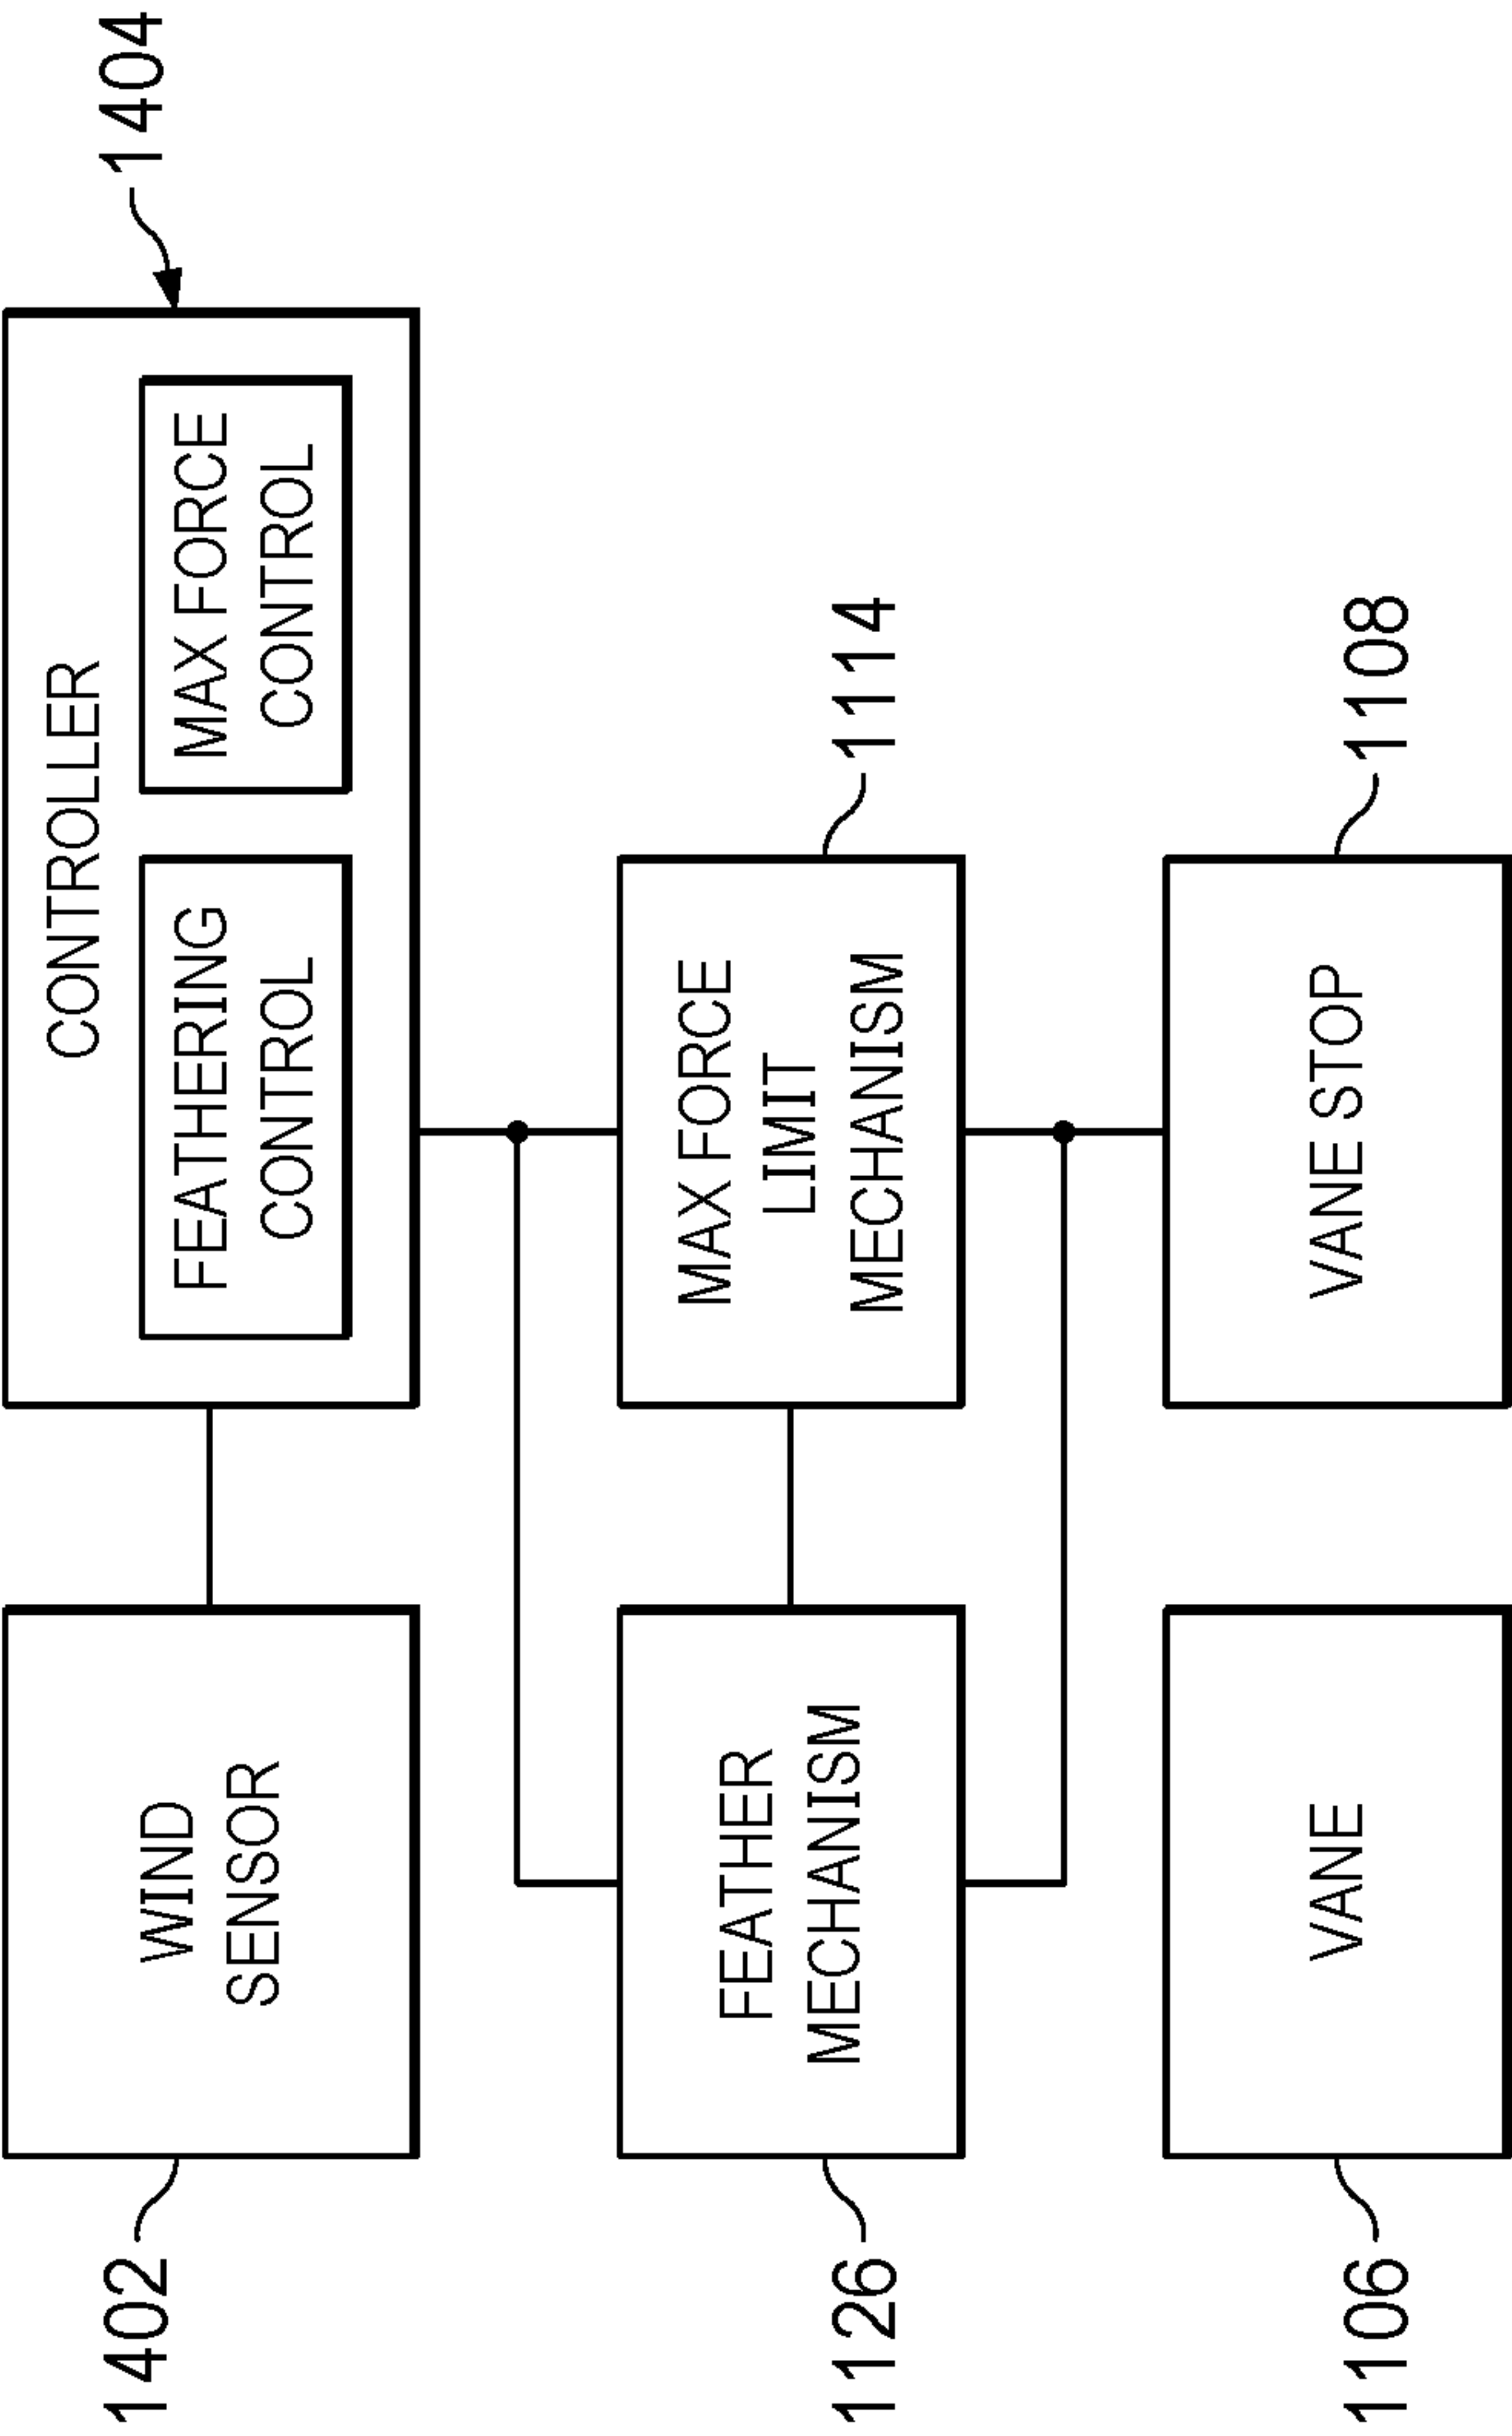 1402
WIND
SENSOR
CONTROLLER
FEATHERING
CONTROL
MAX FORCE
CONTROL
1404
1126
FEATHER
MECHANISM
MAX FORCE
LIMIT
MECHANISM
1114
1106
VANE
VANE STOP
1108